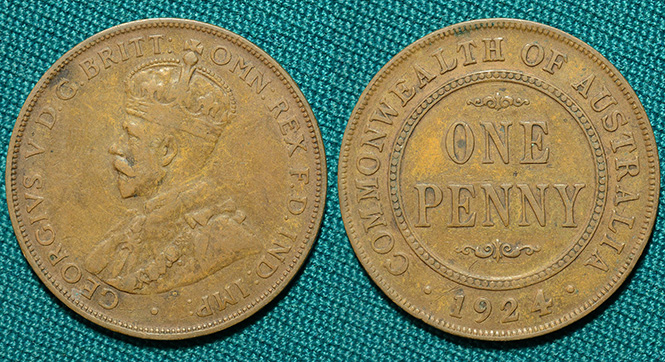 GEORGIVS V D.G. BRITT: OMN: REX F.D. IND: IMP.
COMMONWEALTH OF AUSTRALIA
ONE
PENNY
1924